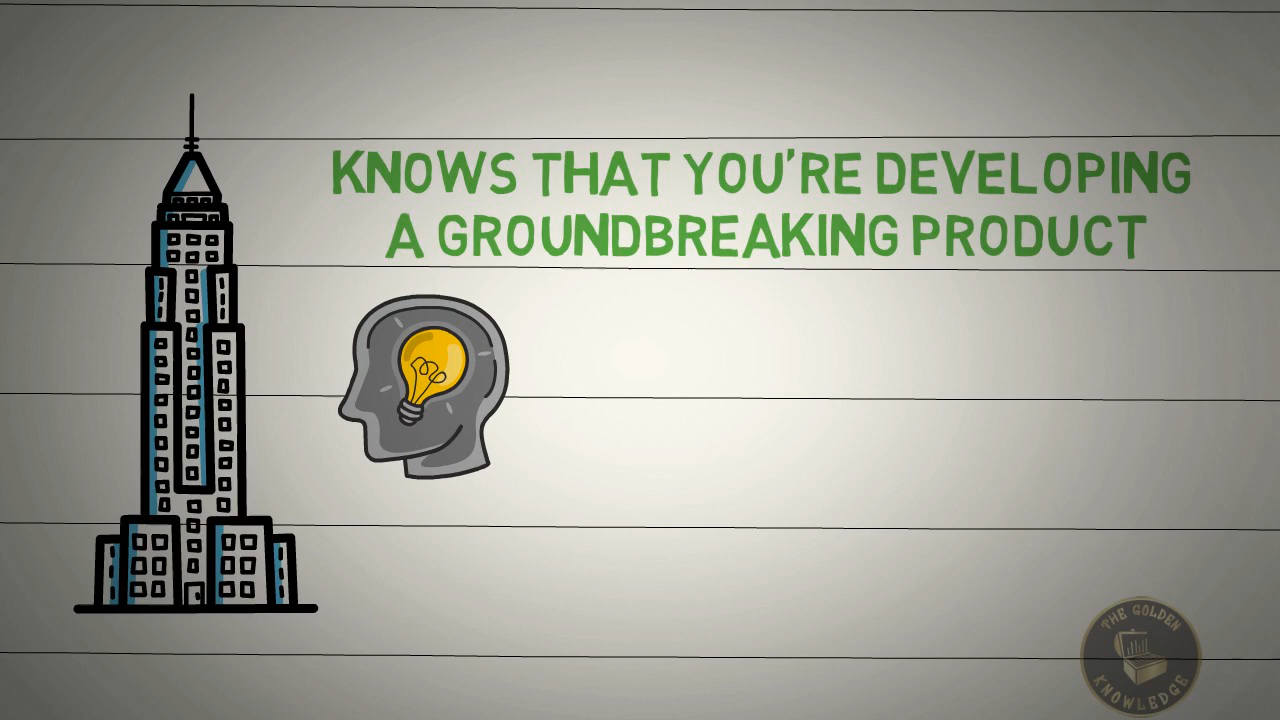 KNOWS THAT YOU'RE DEVELOPING
A GROUNDBREAKING PRODUCT
THE GOLDEN
KNOWLEDGE